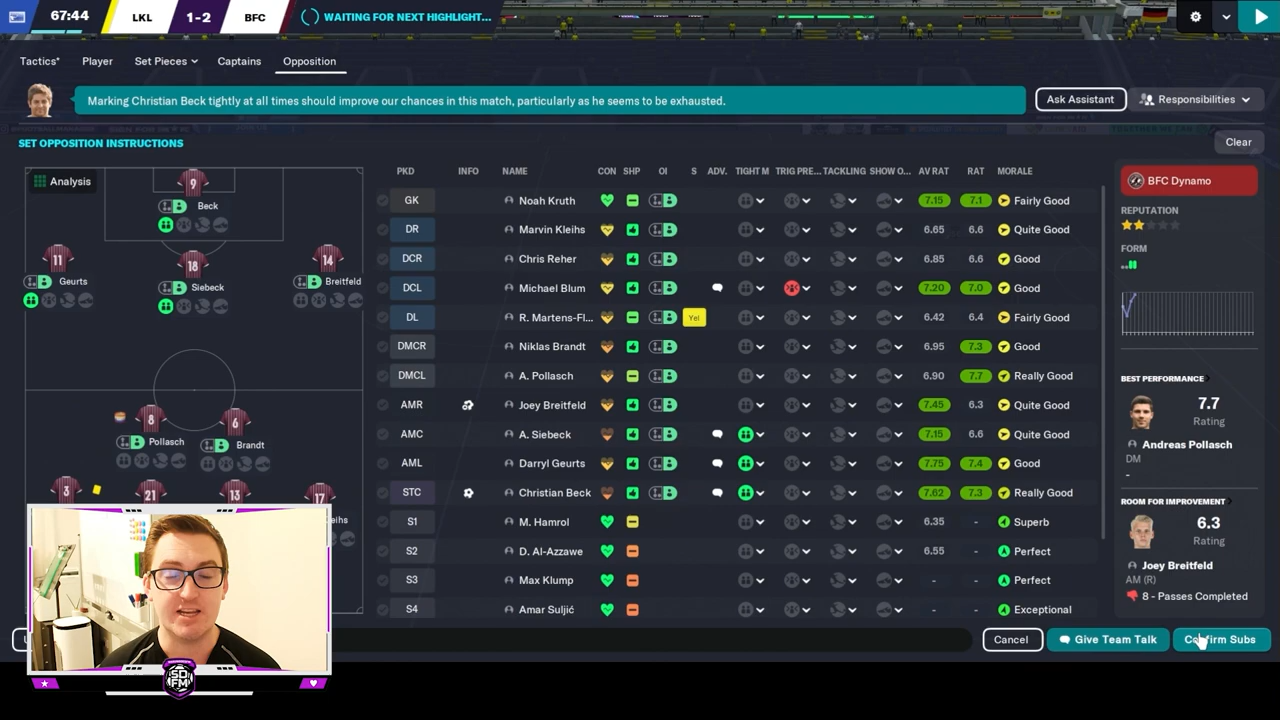 67:44 LKL 1-2 BFC WAITING FOR NEXT HIGHLIGHT...
Tactics* Player Set Pieces Captains Opposition
Marking Christian Beck tightly at all times should improve our chances in this match, particularly as he seems to be exhausted. Ask Assistant Responsibilities
SET OPPOSITION INSTRUCTIONS Clear
Analysis
9
Beck
11
Geurts
18
Siebeck
14
Breitfeld
8
Pollasch
6
Brandt
3
21
13
17
PKD INFO NAME CON SHP OI S ADV. TIGHT M TRIG PRE... TACKLING SHOW O... AV RAT RAT MORALE
GK Noah Kruth 7.15 7.1 Fairly Good
DR Marvin Kleihs 6.65 6.6 Quite Good
DCR Chris Reher 6.85 6.6 Good
DCL Michael Blum 7.20 7.0 Good
DL R. Martens-Fl... Yel 6.42 6.4 Fairly Good
DMCR Niklas Brandt 6.95 7.3 Good
DMCL A. Pollasch 6.90 7.7 Really Good
AMR Joey Breitfeld 7.45 6.3 Quite Good
AMC A. Siebeck 7.15 6.6 Quite Good
AML Darryl Geurts 7.75 7.4 Good
STC Christian Beck 7.62 7.3 Really Good
S1 M. Hamrol 6.35 - Superb
S2 D. Al-Azzawe 6.55 - Perfect
S3 Max Klump - - Perfect
S4 Amar Suljić - - Exceptional
BFC Dynamo
REPUTATION
FORM
BEST PERFORMANCE
7.7
Rating
Andreas Pollasch
DM
-
ROOM FOR IMPROVEMENT
6.3
Rating
Joey Breitfeld
AM (R)
8 - Passes Completed
Cancel Give Team Talk Confirm Subs
SDFM